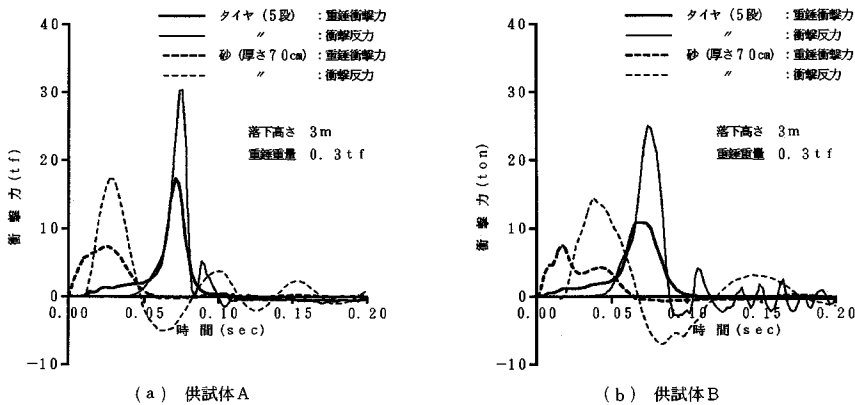 40
30
20
10
0
-10
衝撃力(tf)
タイヤ(5段) :重錘衝撃力
〃 :衝撃反力
砂(厚さ70cm) :重錘衝撃力
〃 :衝撃反力
落下高さ 3m
重錘重量 0.3tf
0.00 0.05 0.10 0.15 0.20
時間(sec)
(a) 供試体A
40
30
20
10
0
-10
衝撃力(ton)
タイヤ(5段) :重錘衝撃力
〃 :衝撃反力
砂(厚さ70cm) :重錘衝撃力
〃 :衝撃反力
落下高さ 3m
重錘重量 0.3tf
0.00 0.05 0.10 0.15 0.20
時間(sec)
(b) 供試体B